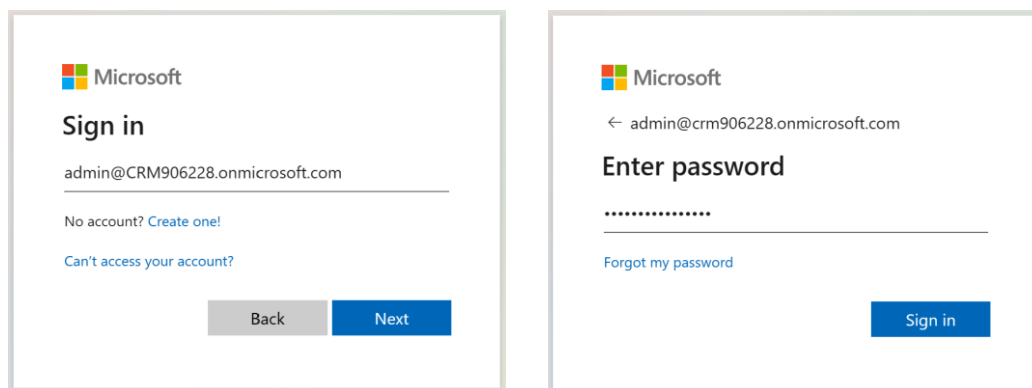 Microsoft
Sign in
admin@CRM906228.onmicrosoft.com
No account? Create one!
Can't access your account?
Back
Next
Microsoft
← admin@crm906228.onmicrosoft.com
Enter password
••••••••••••••••
Forgot my password
Sign in